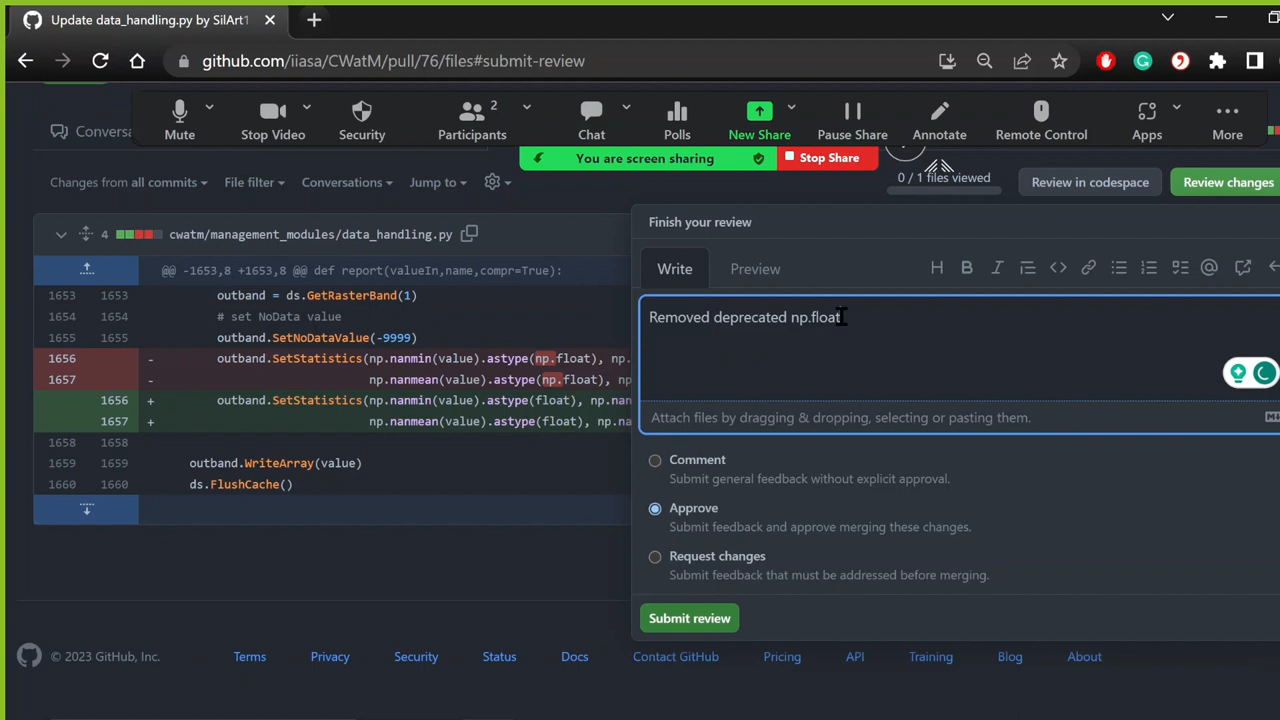 Update data_handling.py by SilArt1
github.com/iiasa/CWatM/pull/76/files#submit-review
Conversa
Mute
Stop Video
Security
2
Participants
Chat
Polls
New Share
Pause Share
Annotate
Remote Control
Apps
More
You are screen sharing
Stop Share
Changes from all commits
File filter
Conversations
Jump to
0 / 1 files viewed
Review in codespace
Review changes
4
cwatm/management_modules/data_handling.py
@@ -1653,8 +1653,8 @@ def report(valueIn,name,compr=True):
1653 1653 outband = ds.GetRasterBand(1)
1654 1654 # set NoData value
1655 1655 outband.SetNoDataValue(-9999)
1656 - outband.SetStatistics(np.nanmin(value).astype(np.float), np.
1657 - np.nanmean(value).astype(np.float), np.
1656 + outband.SetStatistics(np.nanmin(value).astype(float), np.n
1657 + np.nanmean(value).astype(float), np.n
1658 1658
1659 1659 outband.WriteArray(value)
1660 1660 ds.FlushCache()
Finish your review
Write
Preview
H
B
Removed deprecated np.float
Attach files by dragging & dropping, selecting or pasting them.
Comment
Submit general feedback without explicit approval.
Approve
Submit feedback and approve merging these changes.
Request changes
Submit feedback that must be addressed before merging.
Submit review
© 2023 GitHub, Inc.
Terms
Privacy
Security
Status
Docs
Contact GitHub
Pricing
API
Training
Blog
About